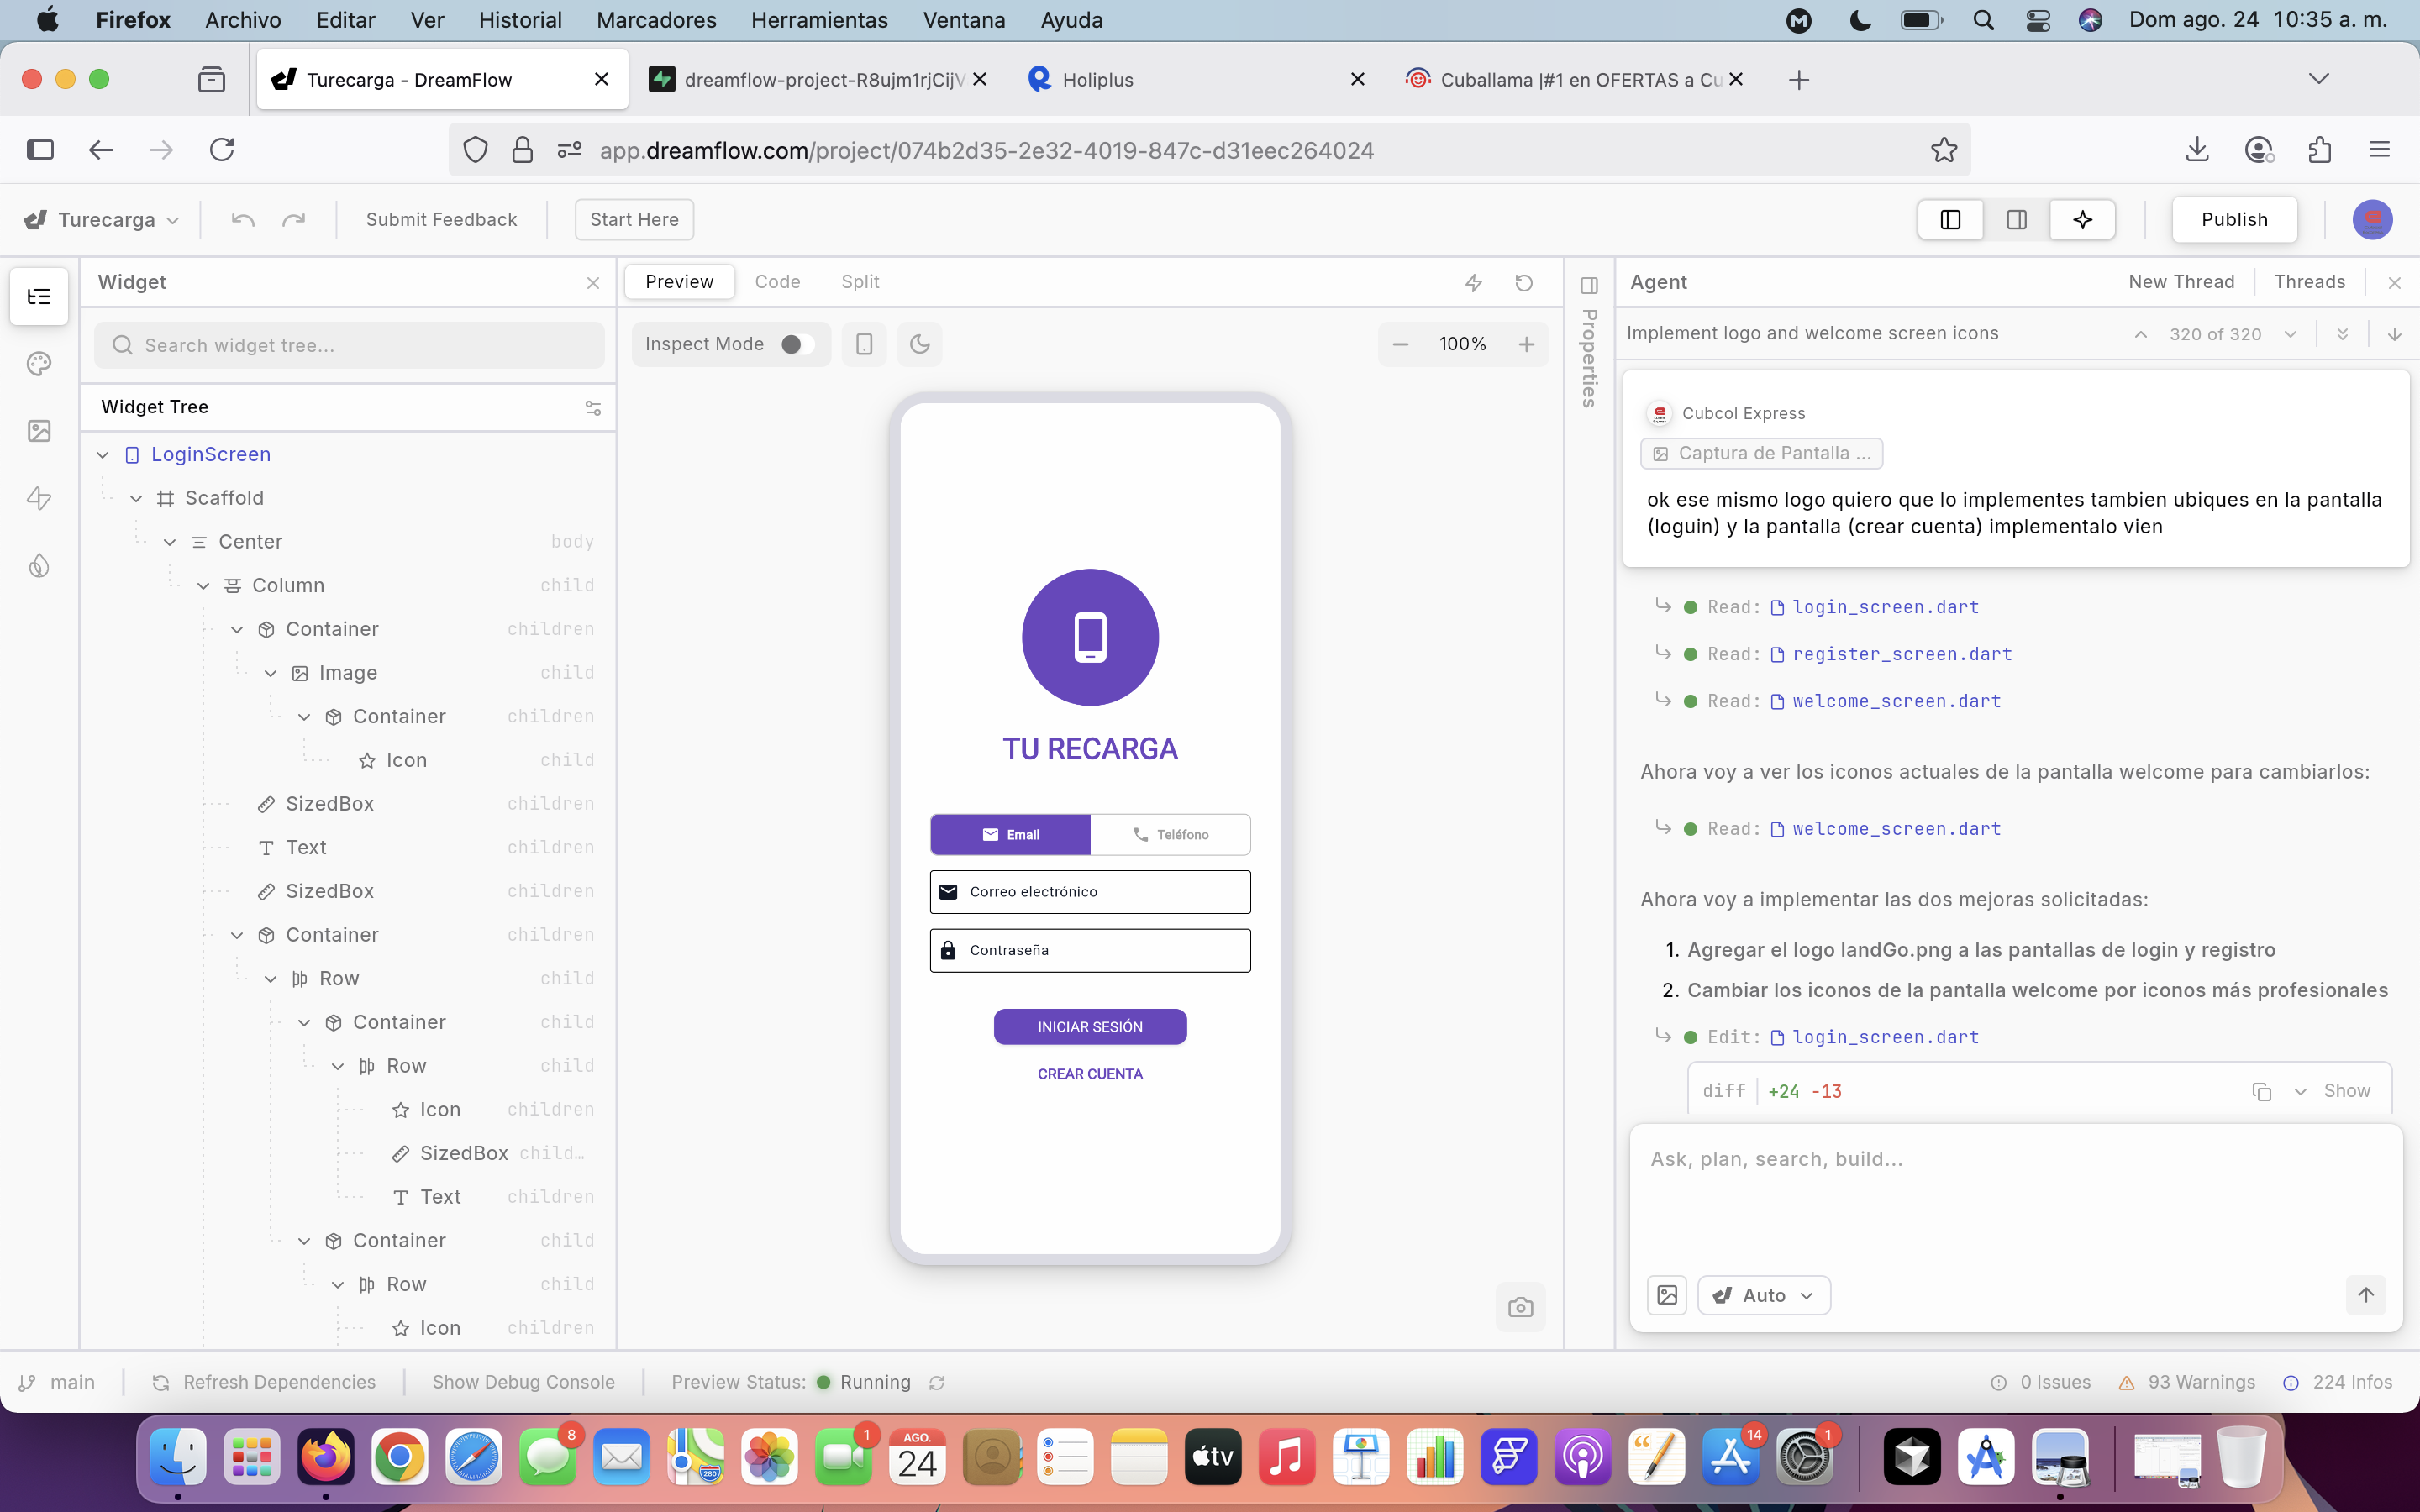 Firefox Archivo Editar Ver Historial Marcadores Herramientas Ventana Ayuda Dom ago. 24 10:35 a. m.
Turecarga - DreamFlow dreamflow-project-R8ujm1rjCijV Holiplus Cuballama |#1 en OFERTAS a Cu
app.dreamflow.com/project/074b2d35-2e32-4019-847c-d31eec264024
Turecarga Submit Feedback Start Here Publish
Widget
Search widget tree...
Widget Tree
LoginScreen
Scaffold
Center body
Column child
Container children
Image child
Container children
Icon child
SizedBox children
Text children
SizedBox children
Container children
Row child
Container child
Row child
Icon children
SizedBox child...
Text children
Container child
Row child
Icon children
Preview Code Split
Inspect Mode 100%
TU RECARGA
Email Teléfono
Correo electrónico
Contraseña
INICIAR SESIÓN
CREAR CUENTA
Properties
Agent New Thread Threads
Implement logo and welcome screen icons 320 of 320
Cubcol Express
Captura de Pantalla ...
ok ese mismo logo quiero que lo implementes tambien ubiques en la pantalla
(loguin) y la pantalla (crear cuenta) implementalo vien
Read: login_screen.dart
Read: register_screen.dart
Read: welcome_screen.dart
Ahora voy a ver los iconos actuales de la pantalla welcome para cambiarlos:
Read: welcome_screen.dart
Ahora voy a implementar las dos mejoras solicitadas:
1. Agregar el logo landGo.png a las pantallas de login y registro
2. Cambiar los iconos de la pantalla welcome por iconos más profesionales
Edit: login_screen.dart
diff +24 -13 Show
Ask, plan, search, build...
Auto
main Refresh Dependencies Show Debug Console Preview Status: Running 0 Issues 93 Warnings 224 Infos
8 280 1 AGO. 24 tv 14 1